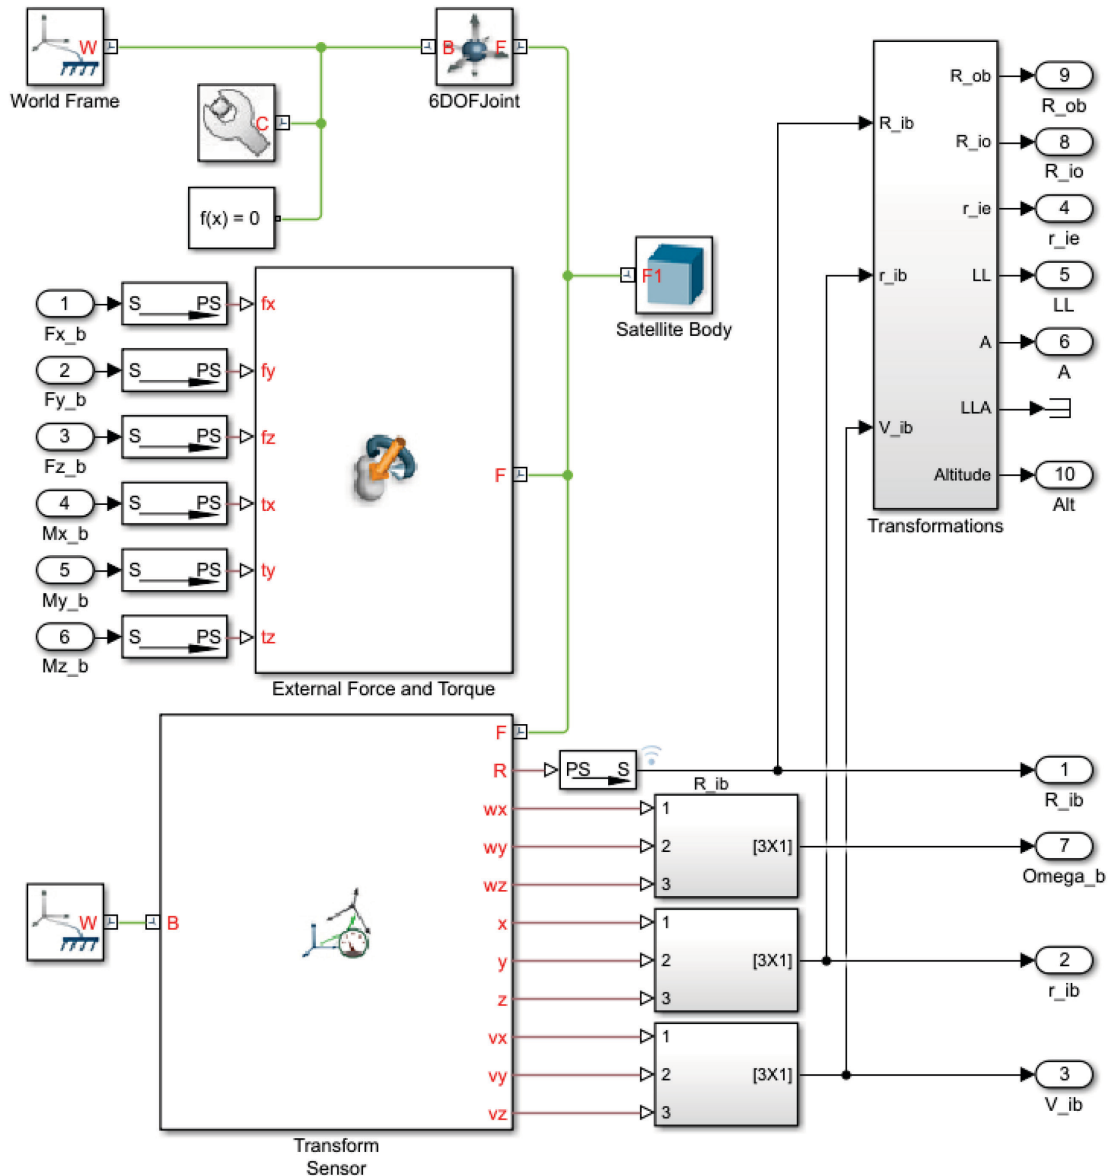 W
World Frame
B
F
6DOFJoint
C
f(x) = 0
F1
Satellite Body
1
Fx_b
S
PS
fx
2
Fy_b
S
PS
fy
3
Fz_b
S
PS
fz
4
Mx_b
S
PS
tx
5
My_b
S
PS
ty
6
Mz_b
S
PS
tz
F
External Force and Torque
R_ib
r_ib
V_ib
R_ob
R_io
r_ie
LL
A
LLA
Altitude
Transformations
9
R_ob
8
R_io
4
r_ie
5
LL
6
A
10
Alt
W
B
F
R
wx
wy
wz
x
y
z
vx
vy
vz
Transform
Sensor
PS
S
R_ib
1
2
3
[3X1]
1
2
3
[3X1]
1
2
3
[3X1]
1
R_ib
7
Omega_b
2
r_ib
3
V_ib